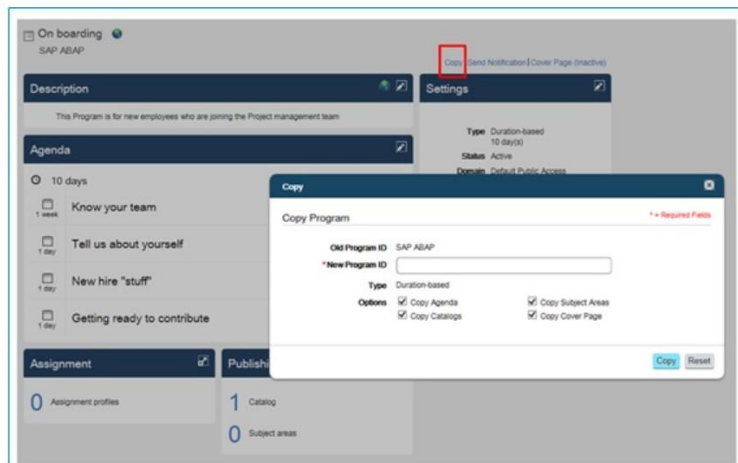 On boarding
SAP ABAP
Copy Send Notification | Cover Page (inactive)
Description
This Program is for new employees who are joining the Project management team
Settings
Type Duration-based
10 day(s)
Status Active
Domain Default Public Access
Agenda
10 days
1 week Know your team
1 day Tell us about yourself
1 day New hire "stuff"
1 day Getting ready to contribute
Copy
Copy Program
* = Required Fields
Old Program ID SAP ABAP
* New Program ID
Type Duration-based
Options Copy Agenda Copy Subject Areas
Copy Catalogs Copy Cover Page
Copy Reset
Assignment
0 Assignment profiles
Publishi
1 Catalog
0 Subject areas